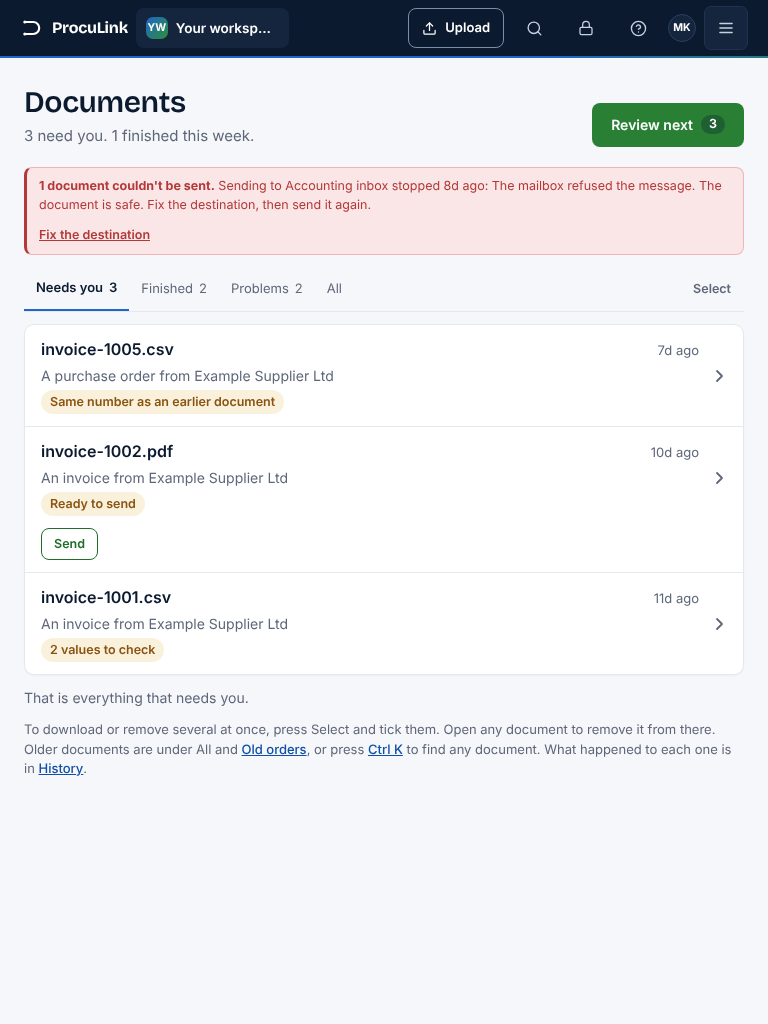 ProcuLink
YW
Your worksp...
Upload
MK
Documents
3 need you. 1 finished this week.
Review next 3
1 document couldn't be sent. Sending to Accounting inbox stopped 8d ago: The mailbox refused the message. The
document is safe. Fix the destination, then send it again.
Fix the destination
Needs you 3
Finished 2
Problems 2
All
Select
invoice-1005.csv
7d ago
A purchase order from Example Supplier Ltd
Same number as an earlier document
invoice-1002.pdf
10d ago
An invoice from Example Supplier Ltd
Ready to send
Send
invoice-1001.csv
11d ago
An invoice from Example Supplier Ltd
2 values to check
That is everything that needs you.
To download or remove several at once, press Select and tick them. Open any document to remove it from there.
Older documents are under All and Old orders, or press Ctrl K to find any document. What happened to each one is
in History.